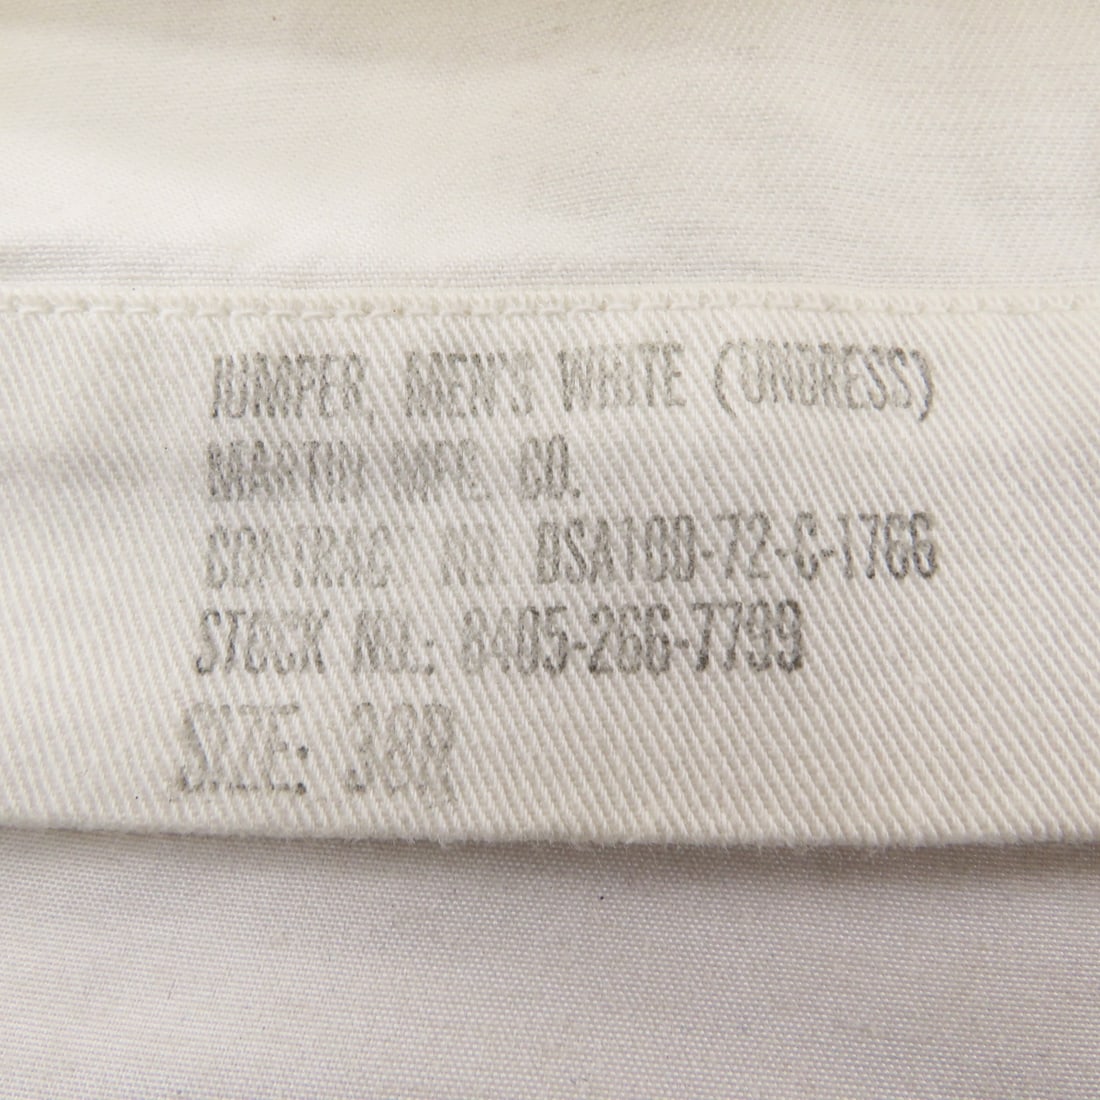 JUMPER, MEN'S WHITE (UNDRESS)
MARTIN MFG. CO.
CONTRACT NO. DSA100-72-C-1766
STOCK NO.: 8405-266-7799
SIZE: 38R